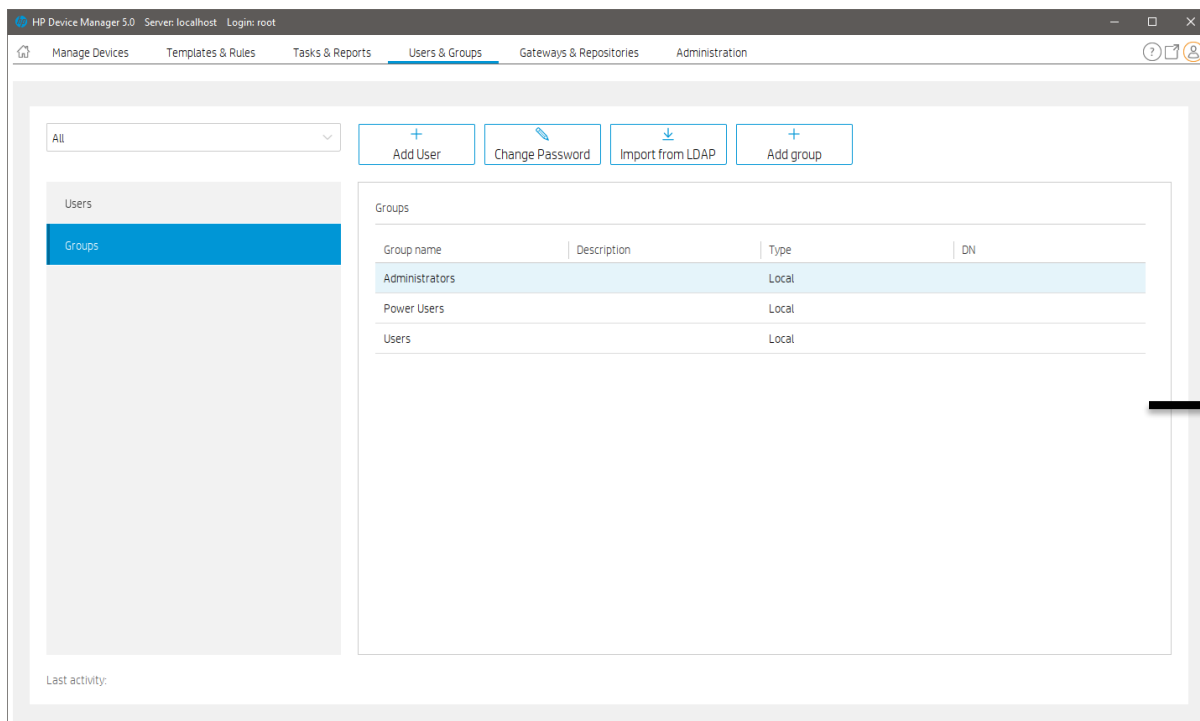 HP Device Manager 5.0 Server: localhost Login: root
Manage Devices Templates & Rules Tasks & Reports Users & Groups Gateways & Repositories Administration
All
Add User Change Password Import from LDAP Add group
Users
Groups
Groups
Group name Description Type DN
Administrators Local
Power Users Local
Users Local
Last activity: